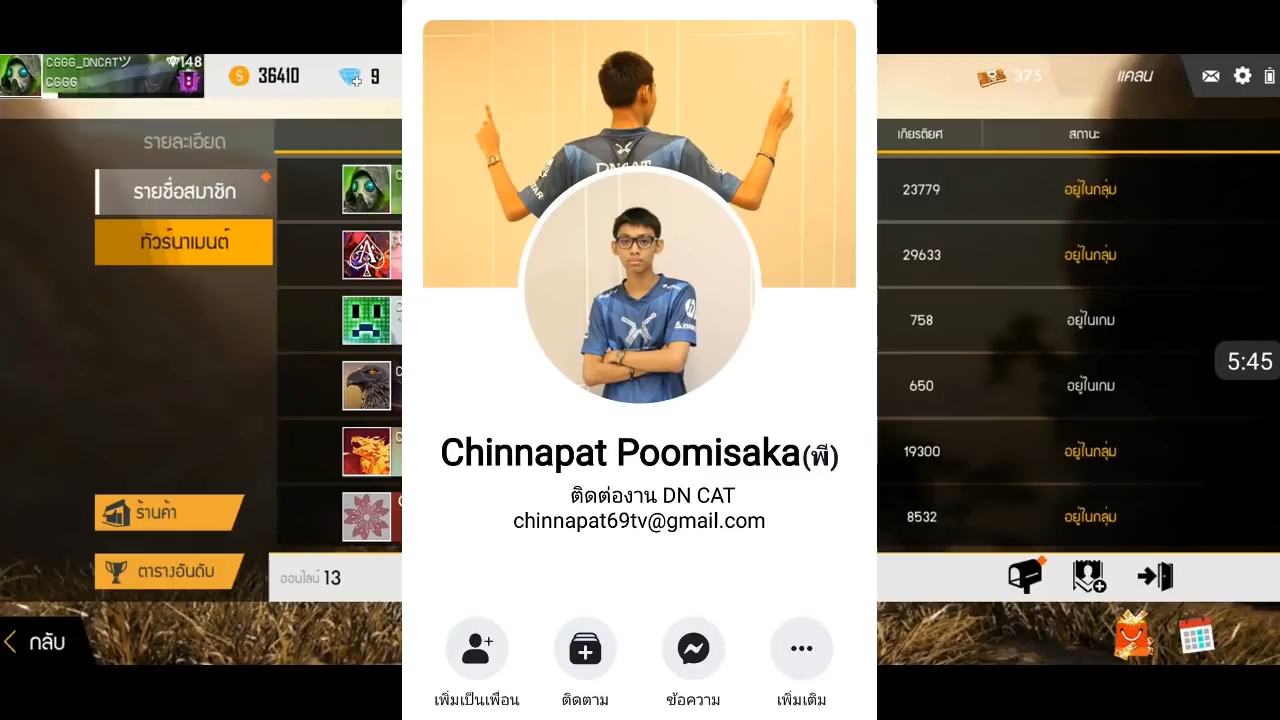 CGGG_DNCATツ
148
CGGG
36410
9
375
แคลน
รายละเอียด
รายชื่อสมาชิก
ทัวร์นาเมนต์
ร้านค้า
ตารางอันดับ
กลับ
ออนไลน์ 13
DNCAT
Chinnapat Poomisaka(พี)
ติดต่องาน DN CAT
chinnapat69tv@gmail.com
เพิ่มเป็นเพื่อน
ติดตาม
ข้อความ
เพิ่มเติม
เกียรติยศ
สถานะ
23779
อยู่ในกลุ่ม
29633
อยู่ในกลุ่ม
758
อยู่ในเกม
650
อยู่ในเกม
19300
อยู่ในกลุ่ม
8532
อยู่ในกลุ่ม
5:45